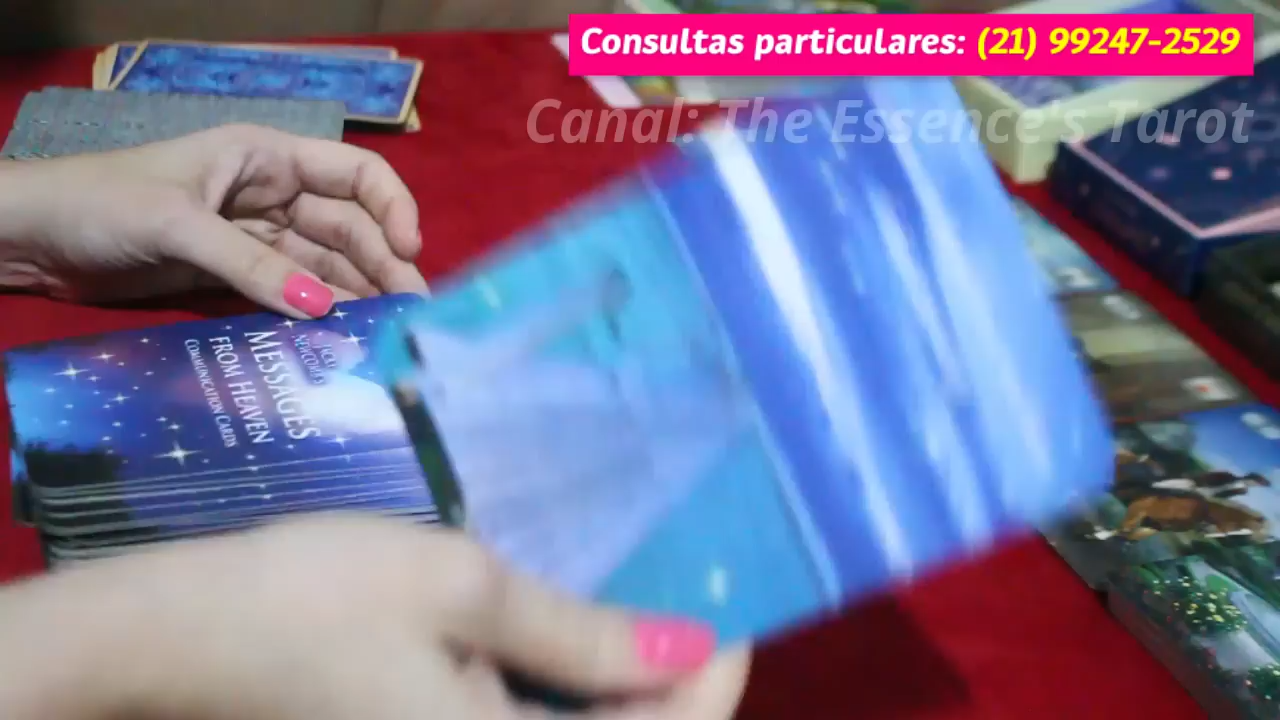 Consultas particulares: (21) 99247-2529
Canal: The Essence's Tarot
MESSAGES
FROM HEAVEN
COMMUNICATION CARDS